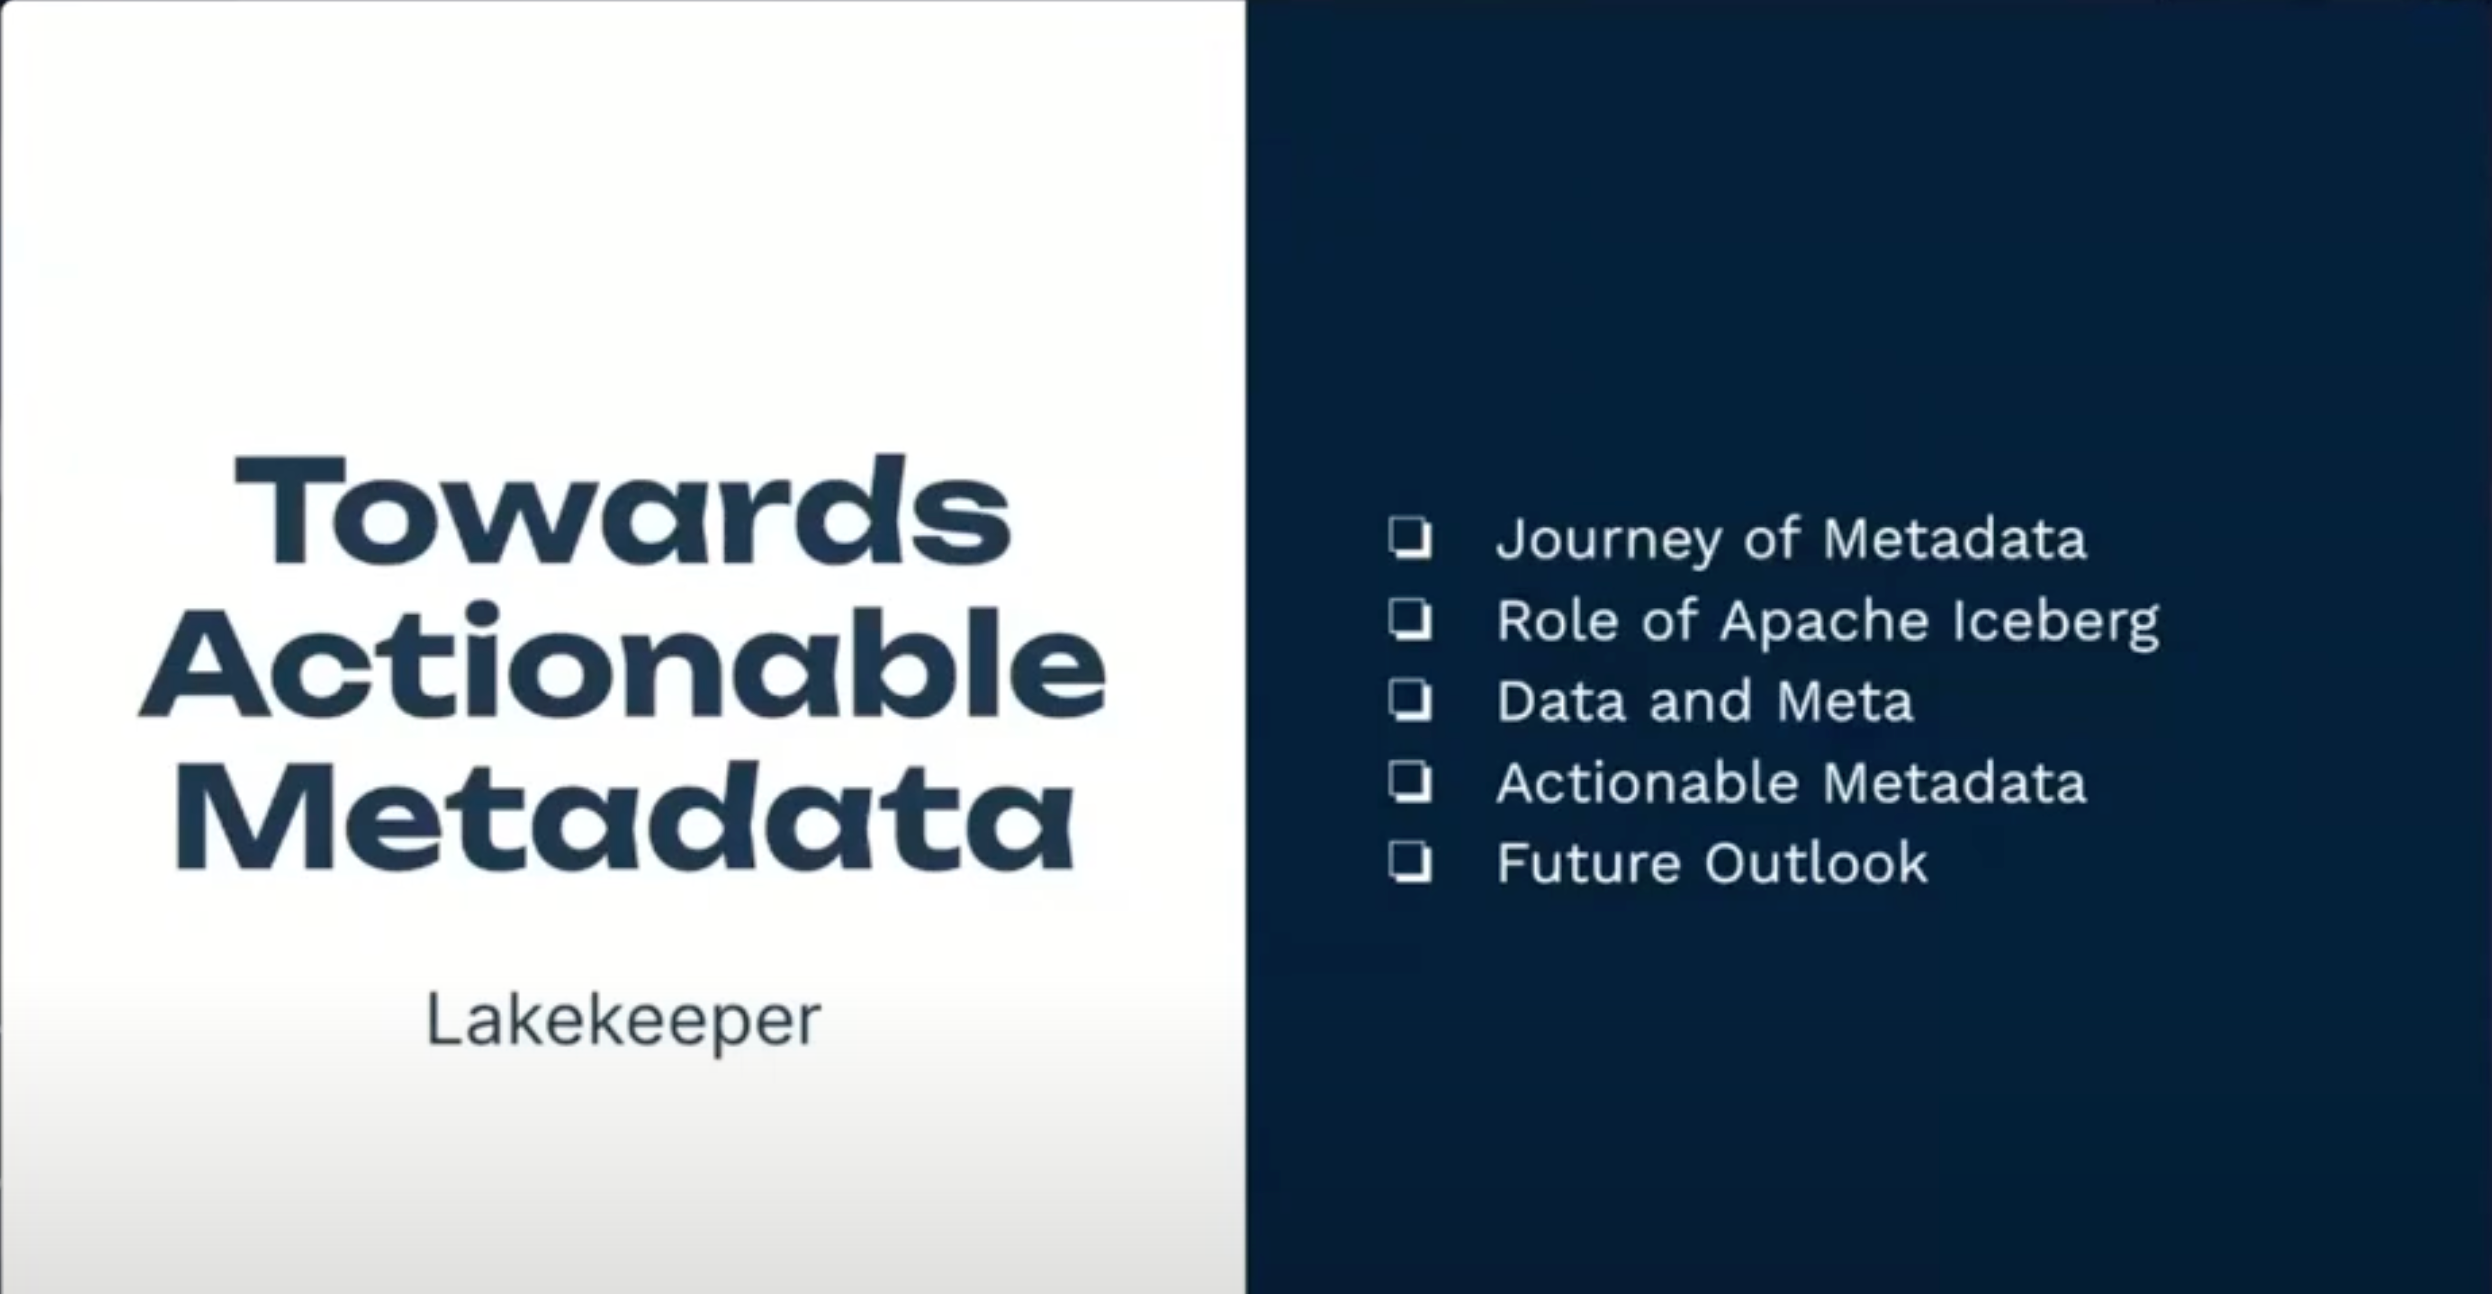 Towards
Actionable
Metadata
Lakekeeper
Journey of Metadata
Role of Apache Iceberg
Data and Meta
Actionable Metadata
Future Outlook